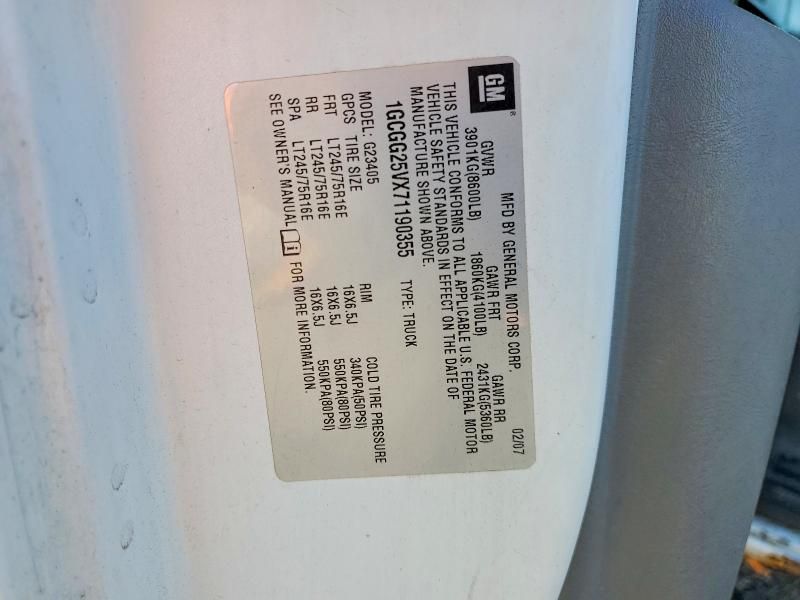 GM
MFD BY GENERAL MOTORS CORP. 02/07
GVWR GAWR FRT GAWR RR
3901KG(8600LB) 1860KG(4100LB) 2431KG(5360LB)
THIS VEHICLE CONFORMS TO ALL APPLICABLE U.S. FEDERAL MOTOR
VEHICLE SAFETY STANDARDS IN EFFECT ON THE DATE OF
MANUFACTURE SHOWN ABOVE.
1GCGG25VX71190355 TYPE: TRUCK
MODEL: G23405
GPCS TIRE SIZE RIM COLD TIRE PRESSURE
FRT LT245/75R16E 16X6.5J 340KPA(50PSI)
RR LT245/75R16E 16X6.5J 550KPA(80PSI)
SPA LT245/75R16E 16X6.5J 550KPA(80PSI)
SEE OWNER'S MANUAL i FOR MORE INFORMATION.